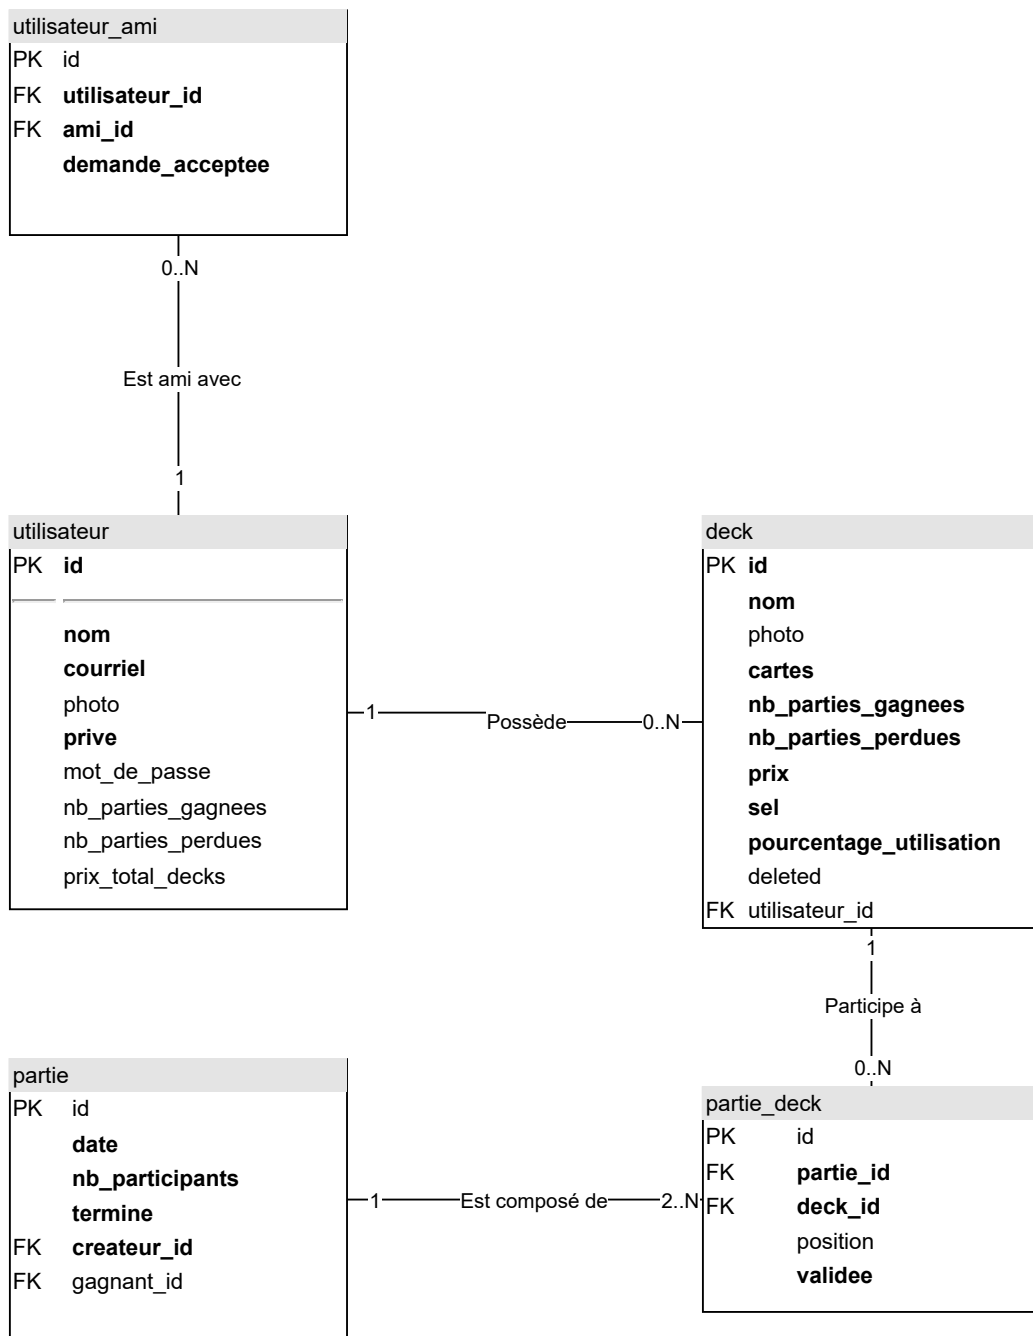 utilisateur_ami
PK id
FK utilisateur_id
FK ami_id
demande_acceptee
0..N
Est ami avec
1
utilisateur
PK id
nom
courriel
photo
prive
mot_de_passe
nb_parties_gagnees
nb_parties_perdues
prix_total_decks
1
Possède
0..N
deck
PK id
nom
photo
cartes
nb_parties_gagnees
nb_parties_perdues
prix
sel
pourcentage_utilisation
deleted
FK utilisateur_id
1
Participe à
0..N
partie
PK id
date
nb_participants
termine
FK createur_id
FK gagnant_id
1
Est composé de
2..N
partie_deck
PK id
FK partie_id
FK deck_id
position
validee